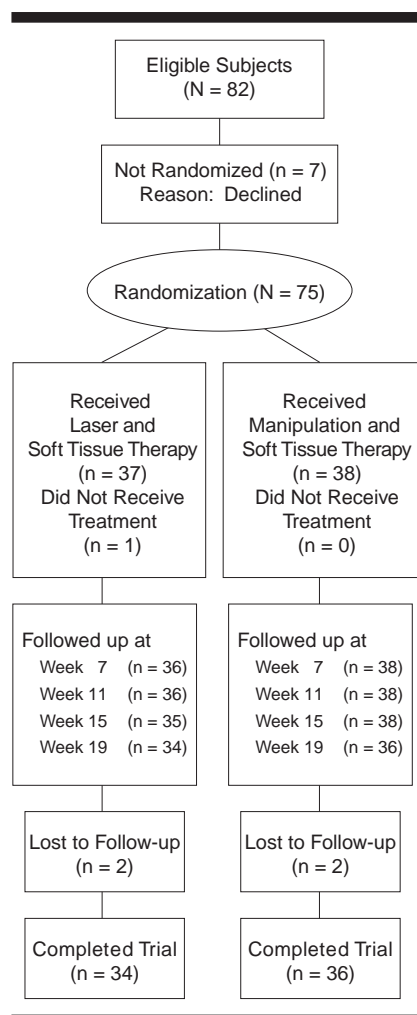 Eligible Subjects
(N = 82)
Not Randomized (n = 7)
Reason: Declined
Randomization (N = 75)
Received
Laser and
Soft Tissue Therapy
(n = 37)
Did Not Receive
Treatment
(n = 1)
Received
Manipulation and
Soft Tissue Therapy
(n = 38)
Did Not Receive
Treatment
(n = 0)
Followed up at
Week 7 (n = 36)
Week 11 (n = 36)
Week 15 (n = 35)
Week 19 (n = 34)
Followed up at
Week 7 (n = 38)
Week 11 (n = 38)
Week 15 (n = 38)
Week 19 (n = 36)
Lost to Follow-up
(n = 2)
Lost to Follow-up
(n = 2)
Completed Trial
(n = 34)
Completed Trial
(n = 36)